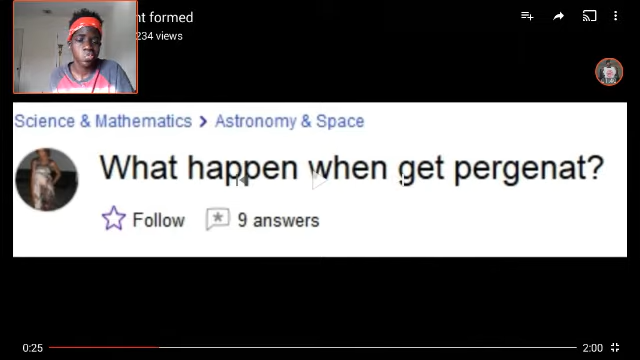 nt formed
234 views
Science & Mathematics > Astronomy & Space
What happen when get pergenat?
Follow 9 answers
0:25 2:00